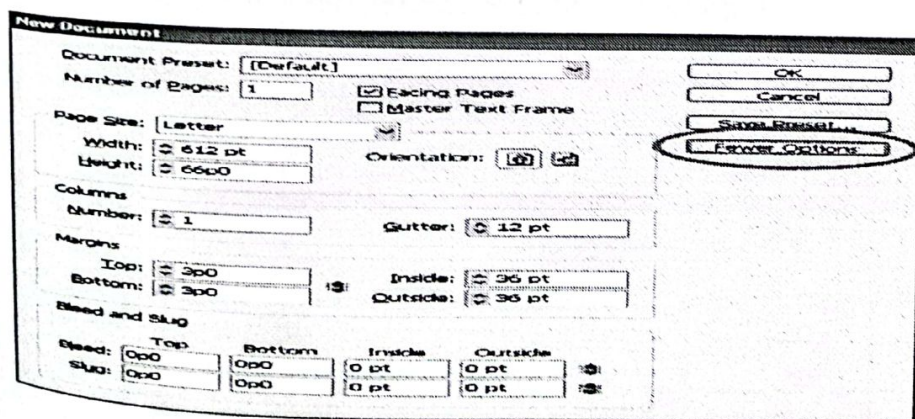 New Document
Document Preset: [Default]
Number of Pages: 1
Facing Pages
Master Text Frame
Page Size: Letter
Width: 612 pt
Height: 66p0
Orientation:
Columns
Number: 1
Gutter: 12 pt
Margins
Top: 3p0
Bottom: 3p0
Inside: 36 pt
Outside: 36 pt
Bleed and Slug
Top Bottom Inside Outside
Bleed: 0p0 0p0 0 pt 0 pt
Slug: 0p0 0p0 0 pt 0 pt
OK
Cancel
Save Preset...
Fewer Options